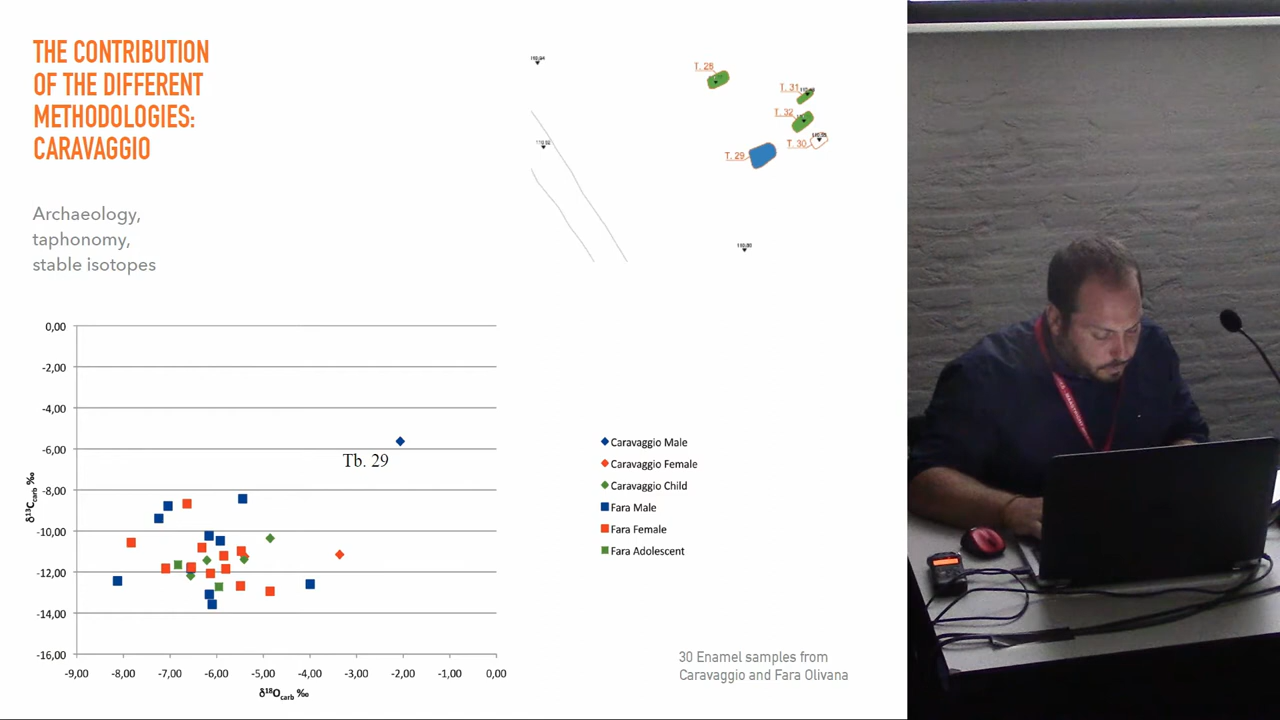 THE CONTRIBUTION
OF THE DIFFERENT
METHODOLOGIES:
CARAVAGGIO
Archaeology,
taphonomy,
stable isotopes
T. 28
T. 31
T. 32
T. 30
T. 29
0,00
-2,00
-4,00
-6,00
-8,00
-10,00
-12,00
-14,00
-16,00
δ13Ccarb ‰
Tb. 29
-9,00 -8,00 -7,00 -6,00 -5,00 -4,00 -3,00 -2,00 -1,00 0,00
δ18Ocarb ‰
Caravaggio Male
Caravaggio Female
Caravaggio Child
Fara Male
Fara Female
Fara Adolescent
30 Enamel samples from
Caravaggio and Fara Olivana